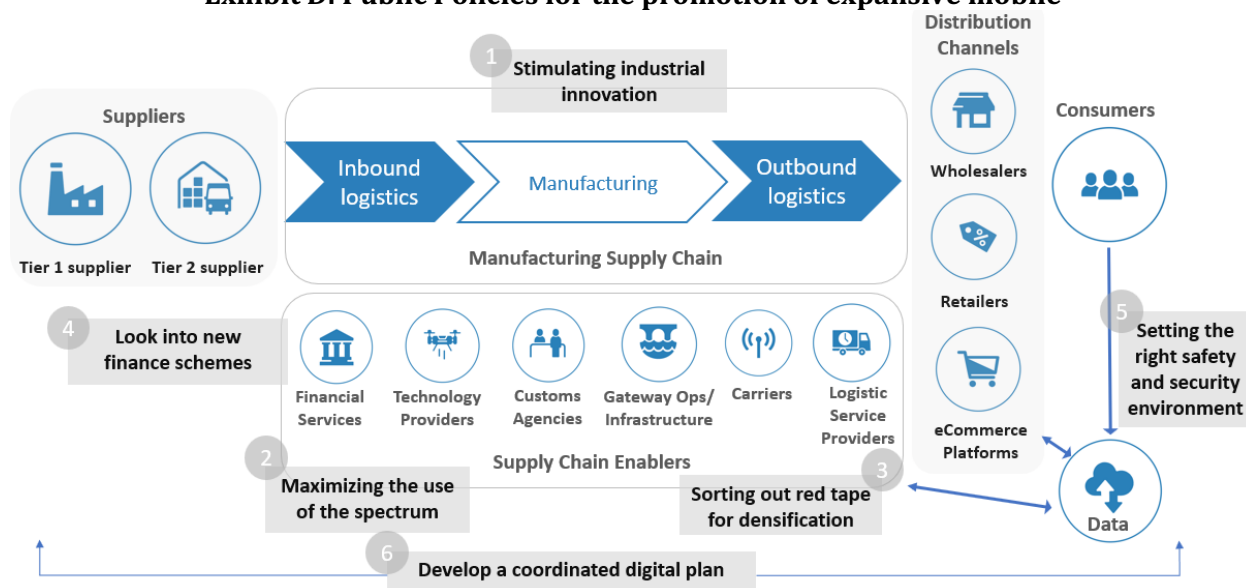 Exhibit D: Public Policies for the promotion of expansive mobile
Distribution
Channels
1
Stimulating industrial
innovation
Suppliers
Consumers
Inbound
logistics
Manufacturing
Outbound
logistics
Wholesalers
Tier 1 supplier
Tier 2 supplier
Manufacturing Supply Chain
Retailers
4
Look into new
finance schemes
5
Setting the
right safety
and security
environment
Financial
Services
Technology
Providers
Customs
Agencies
Gateway Ops/
Infrastructure
Carriers
Logistic
Service
Providers
eCommerce
Platforms
Supply Chain Enablers
2
Maximizing the use
of the spectrum
3
Sorting out red tape
for densification
Data
6
Develop a coordinated digital plan